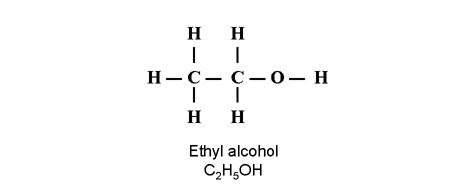 H H
H — C — C — O — H
H H
Ethyl alcohol
C₂H₅OH